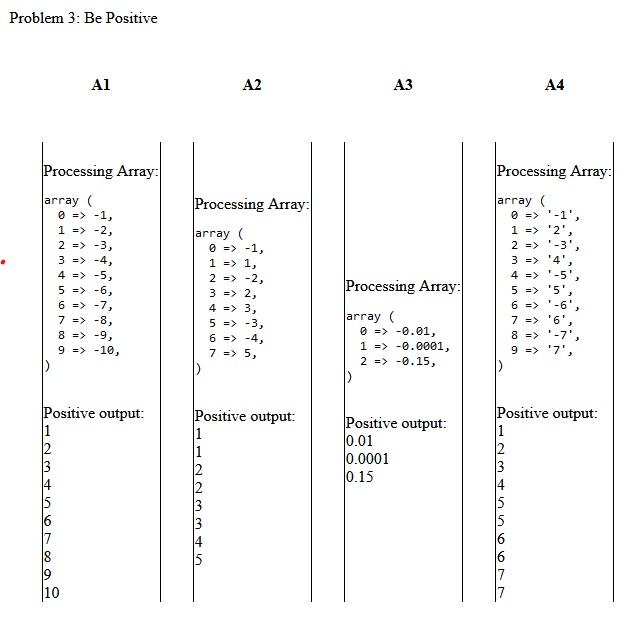 Problem 3: Be Positive
A1
Processing Array:
array (
0 => -1,
1 => -2,
2 => -3,
3 => -4,
4 => -5,
5 => -6,
6 => -7,
7 => -8,
8 => -9,
9 => -10,
)
Positive output:
1
2
3
4
5
6
7
8
9
10
A2
Processing Array:
array (
0 => -1,
1 => 1,
2 => -2,
3 => 2,
4 => 3,
5 => -3,
6 => -4,
7 => 5,
)
Positive output:
1
1
2
2
3
3
4
5
A3
Processing Array:
array (
0 => -0.01,
1 => -0.0001,
2 => -0.15,
)
Positive output:
0.01
0.0001
0.15
A4
Processing Array:
array (
0 => '-1',
1 => '2',
2 => '-3',
3 => '4',
4 => '-5',
5 => '5',
6 => '-6',
7 => '6',
8 => '-7',
9 => '7',
)
Positive output:
1
2
3
4
5
5
6
6
7
7